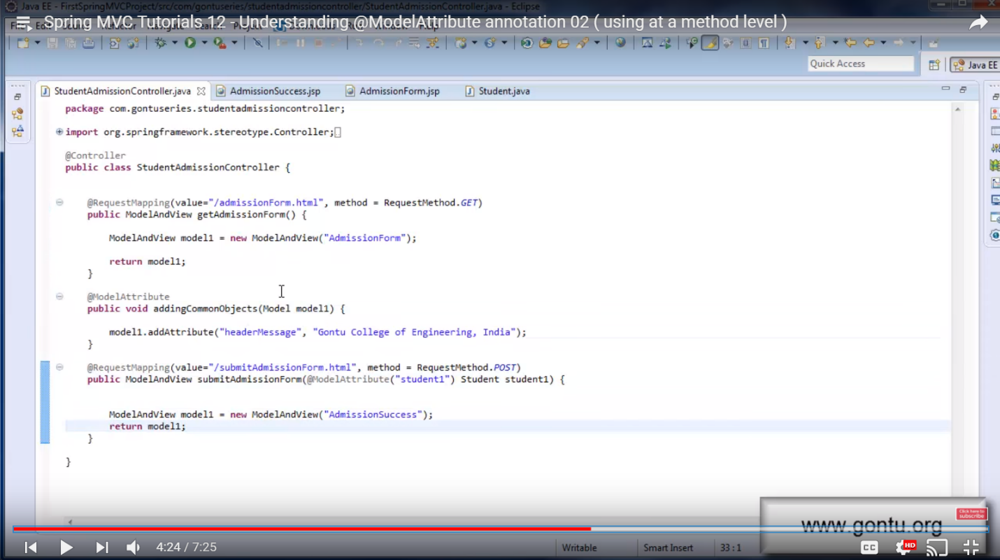 Java EE - FirstSpringMVCProject/src/com/gontuseries/studentadmissioncontroller/StudentAdmissionController.java - Eclipse
Spring MVC Tutorials 12 - Understanding @ModelAttribute annotation 02 ( using at a method level )
Quick Access
Java EE
StudentAdmissionController.java
AdmissionSuccess.jsp
AdmissionForm.jsp
Student.java
package com.gontuseries.studentadmissioncontroller;
import org.springframework.stereotype.Controller;
@Controller
public class StudentAdmissionController {
@RequestMapping(value="/admissionForm.html", method = RequestMethod.GET)
public ModelAndView getAdmissionForm() {
ModelAndView model1 = new ModelAndView("AdmissionForm");
return model1;
}
@ModelAttribute
public void addingCommonObjects(Model model1) {
model1.addAttribute("headerMessage", "Gontu College of Engineering, India");
}
@RequestMapping(value="/submitAdmissionForm.html", method = RequestMethod.POST)
public ModelAndView submitAdmissionForm(@ModelAttribute("student1") Student student1) {
ModelAndView model1 = new ModelAndView("AdmissionSuccess");
return model1;
}
}
Click here to
subscribe
www.gontu.org
4:24 / 7:25
Writable
Smart Insert
33 : 1
CC
HD